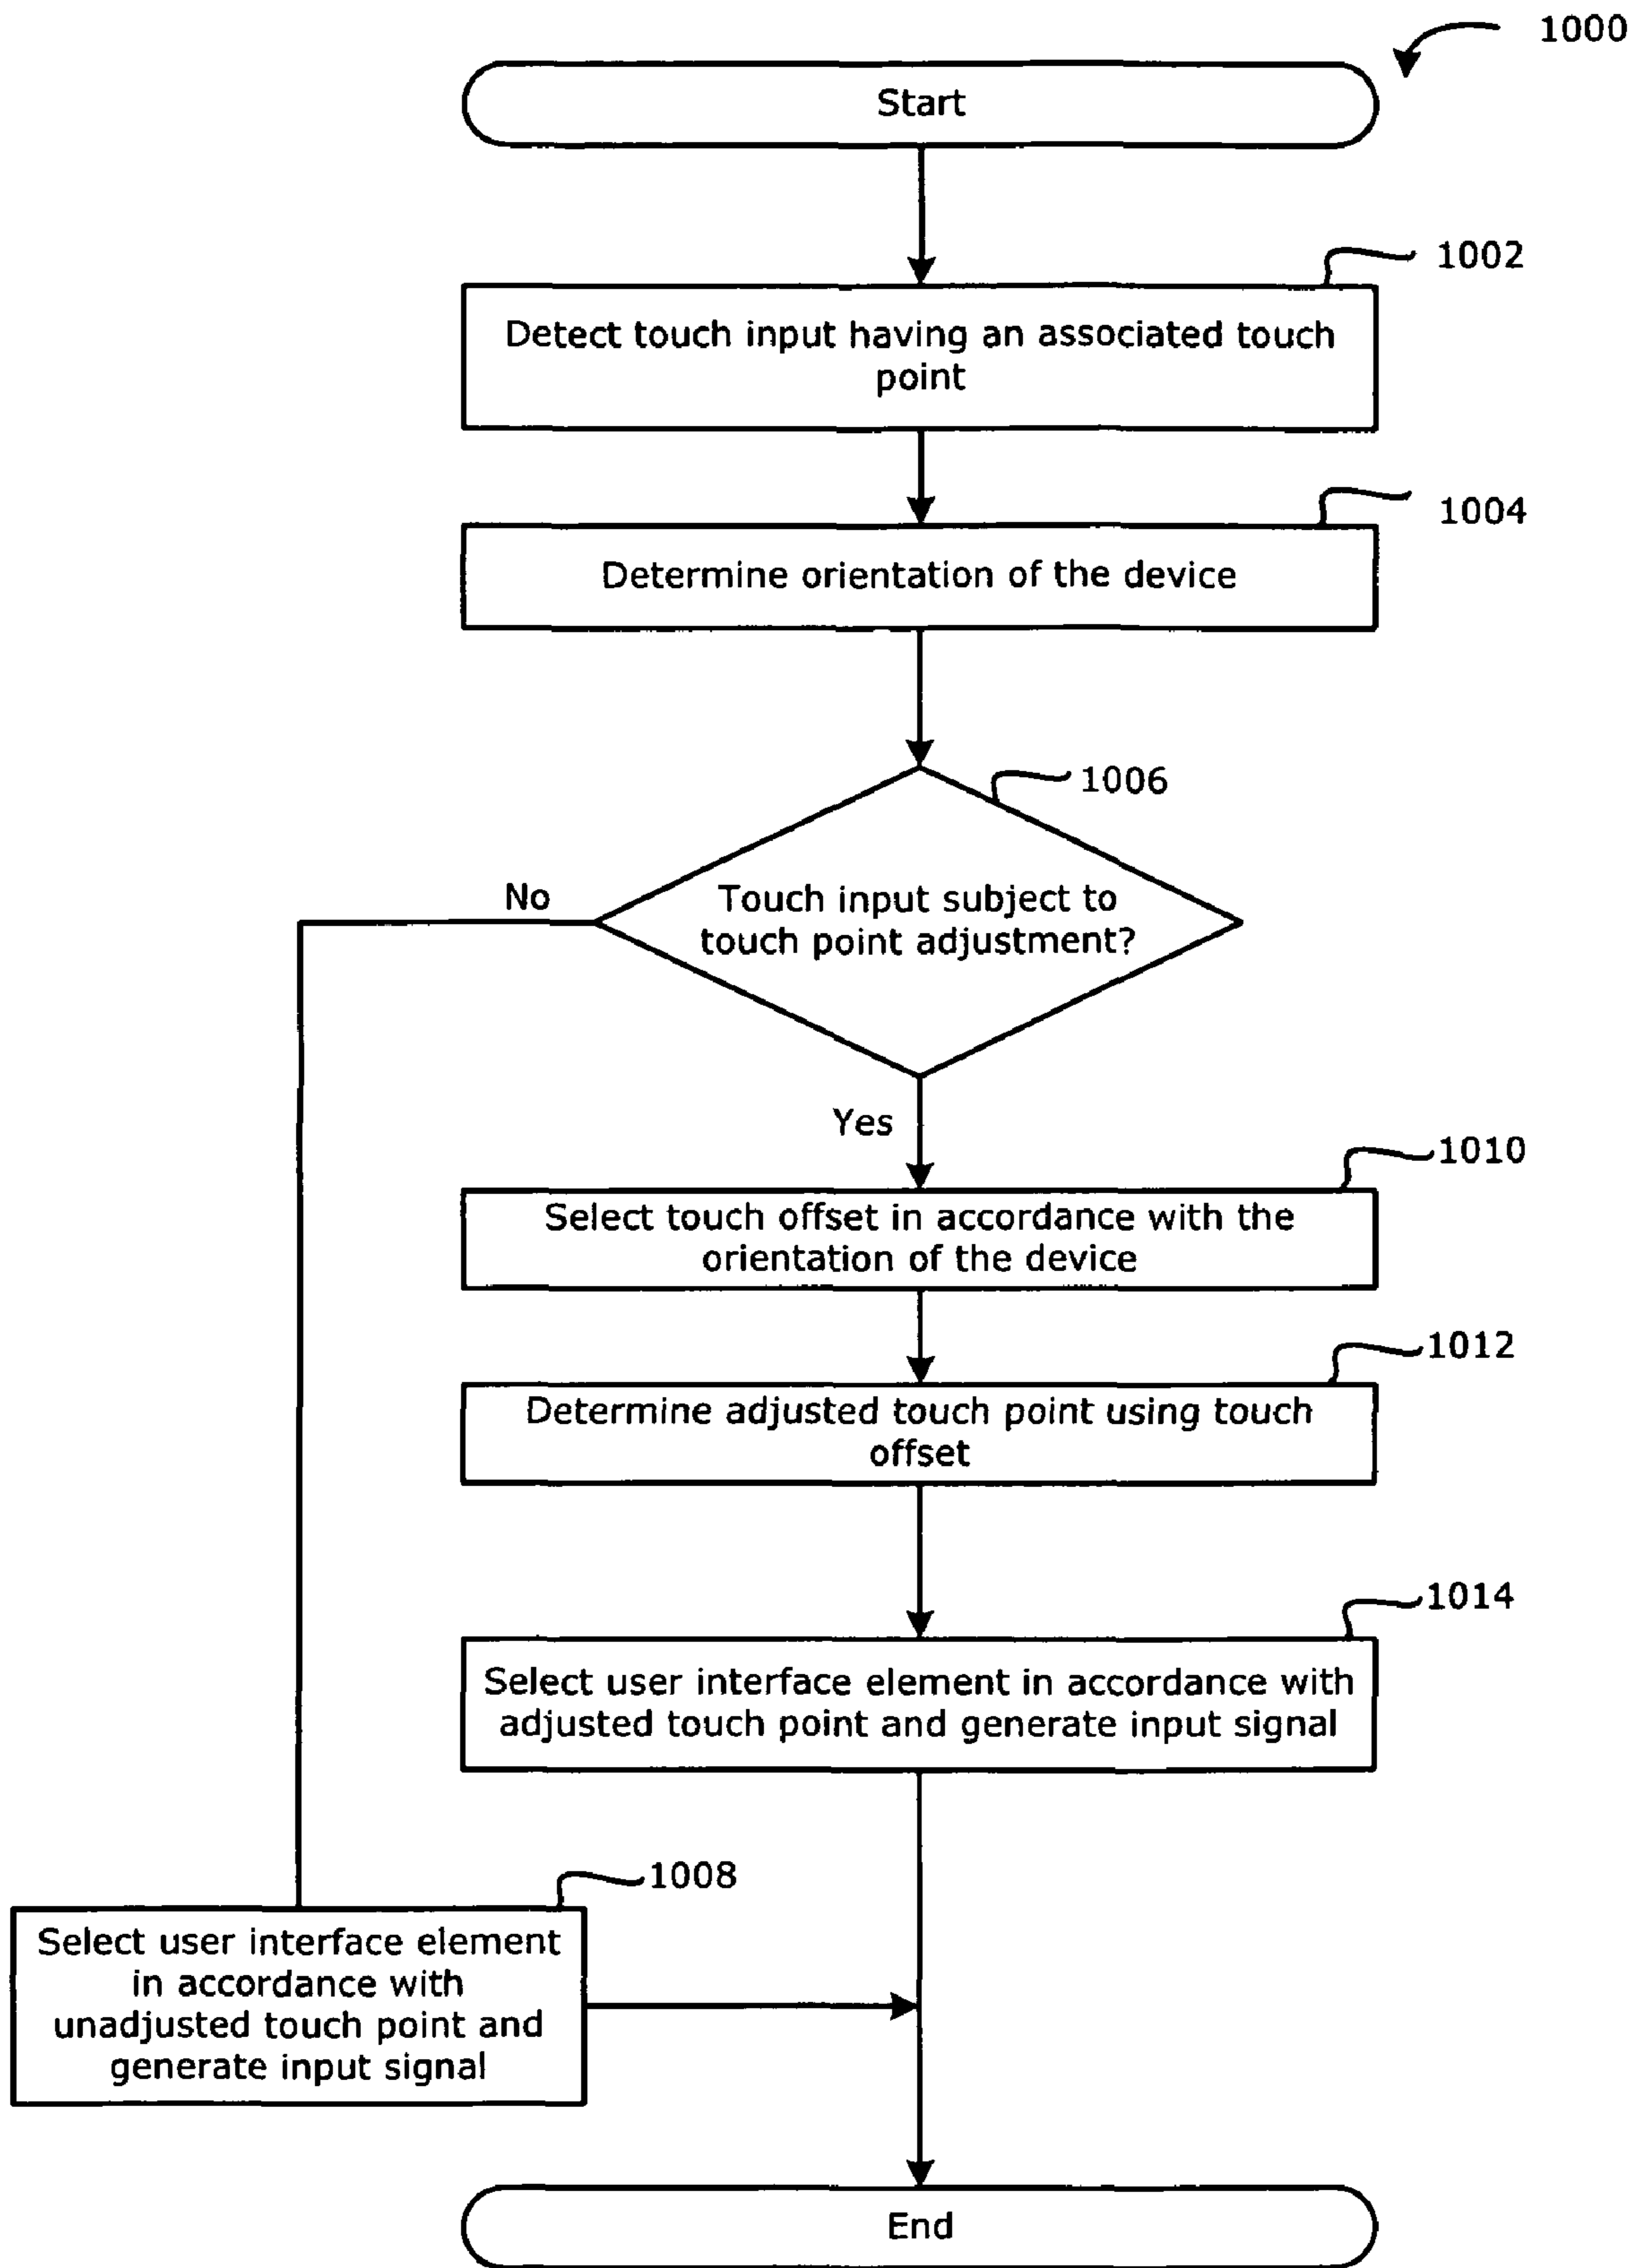 1000
Start
1002
Detect touch input having an associated touch
point
1004
Determine orientation of the device
1006
Touch input subject to
touch point adjustment?
No
Yes
1010
Select touch offset in accordance with the
orientation of the device
1012
Determine adjusted touch point using touch
offset
1014
Select user interface element in accordance with
adjusted touch point and generate input signal
1008
Select user interface element
in accordance with
unadjusted touch point and
generate input signal
End